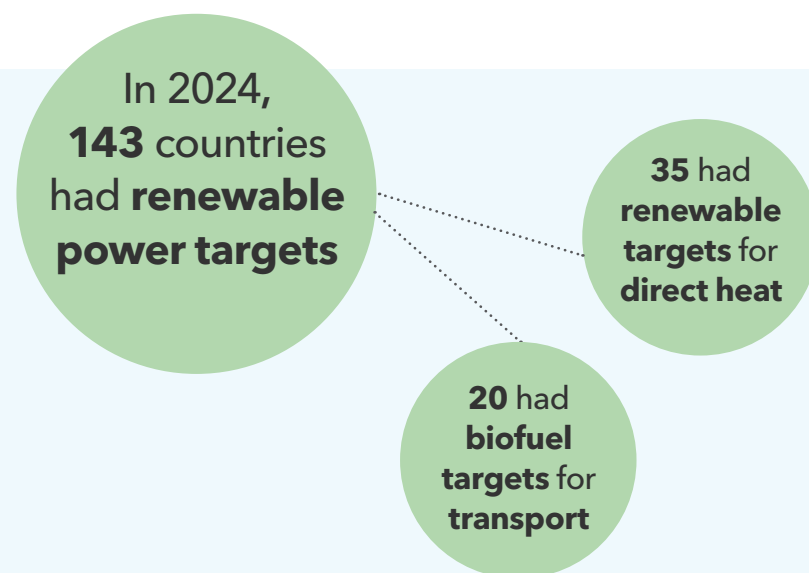 In 2024,
143 countries
had renewable
power targets
35 had
renewable
targets for
direct heat
20 had
biofuel
targets for
transport